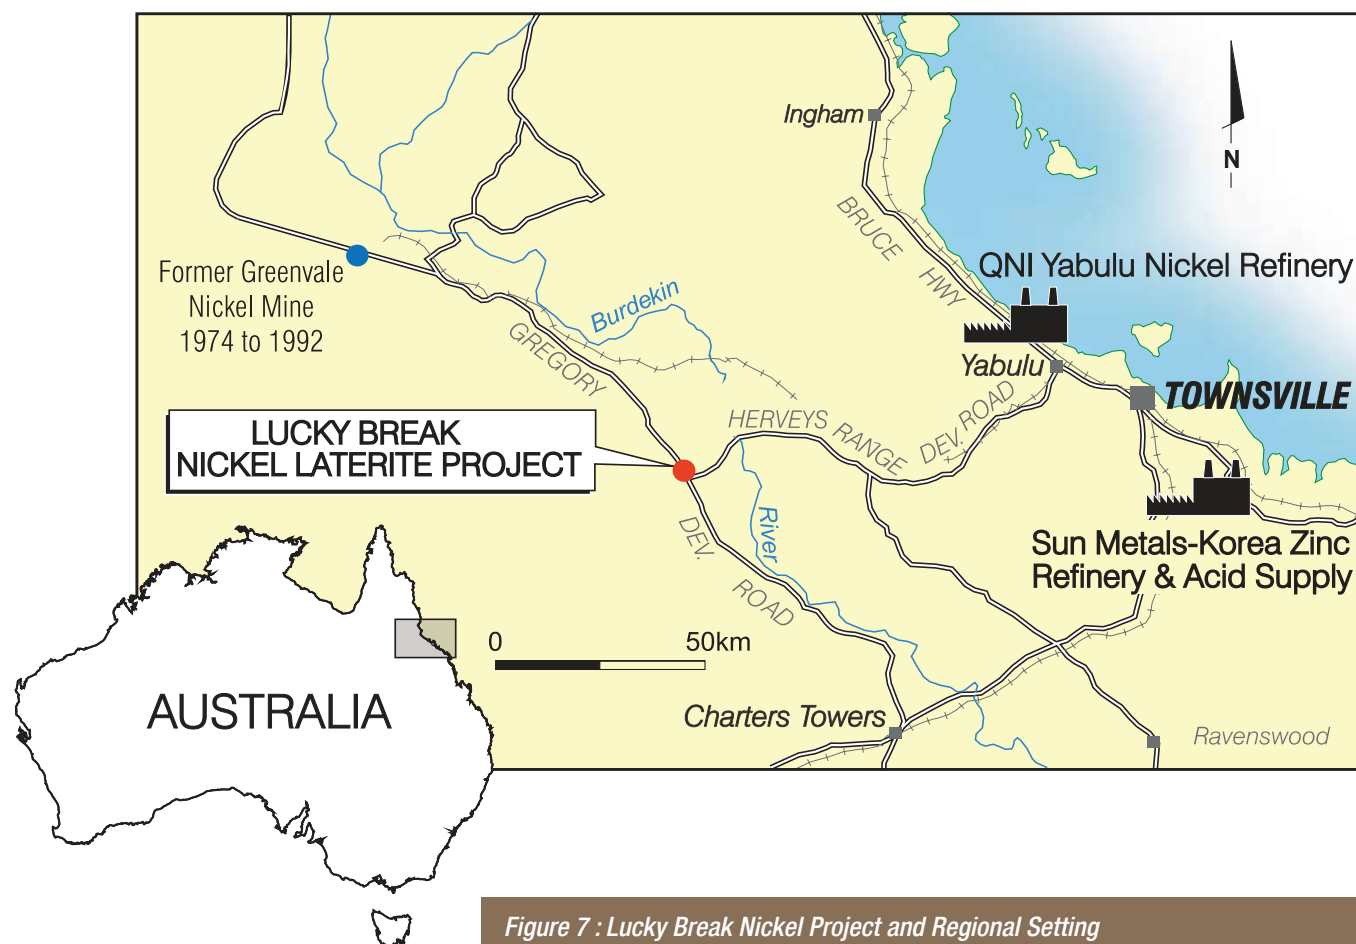 Ingham
N
BRUCE HWY
QNI Yabulu Nickel Refinery
Former Greenvale
Nickel Mine
1974 to 1992
Burdekin
GREGORY
Yabulu
TOWNSVILLE
HERVEYS RANGE
DEV. ROAD
LUCKY BREAK
NICKEL LATERITE PROJECT
River
DEV. ROAD
Sun Metals-Korea Zinc
Refinery & Acid Supply
0 50km
AUSTRALIA
Charters Towers
Ravenswood
Figure 7 : Lucky Break Nickel Project and Regional Setting